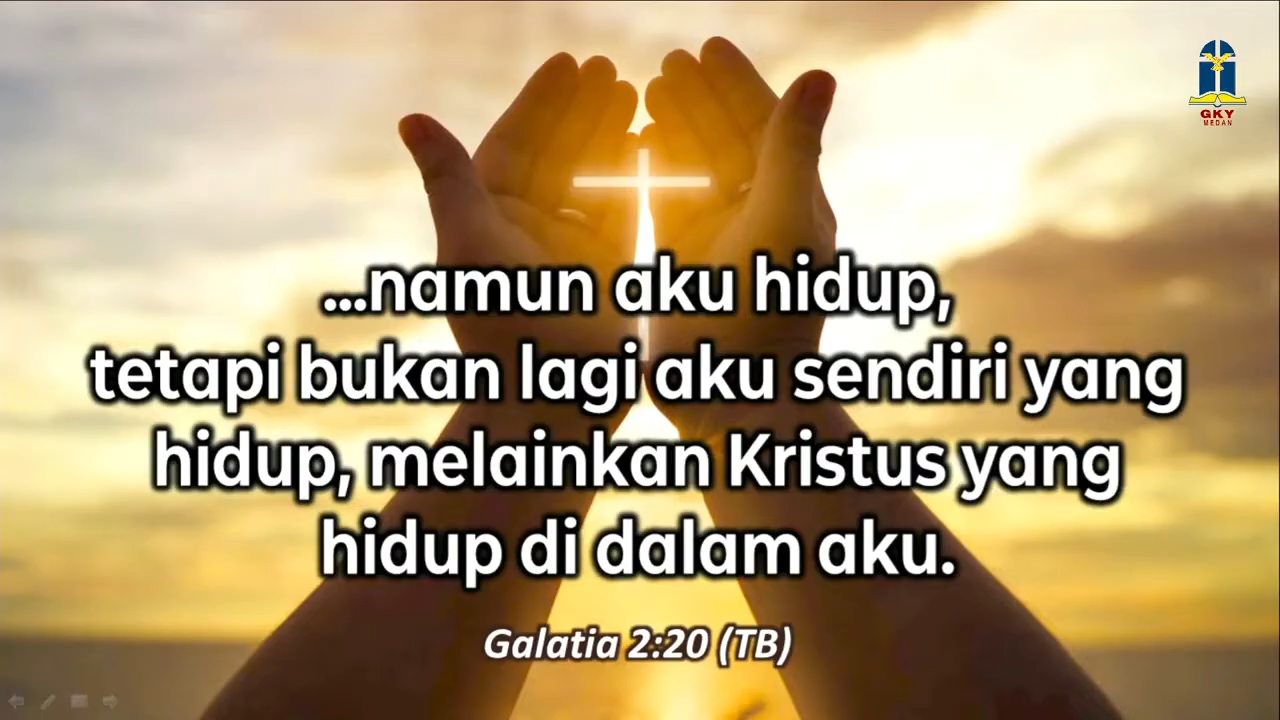 GKY
MEDAN
...namun aku hidup,
tetapi bukan lagi aku sendiri yang
hidup, melainkan Kristus yang
hidup di dalam aku.
Galatia 2:20 (TB)